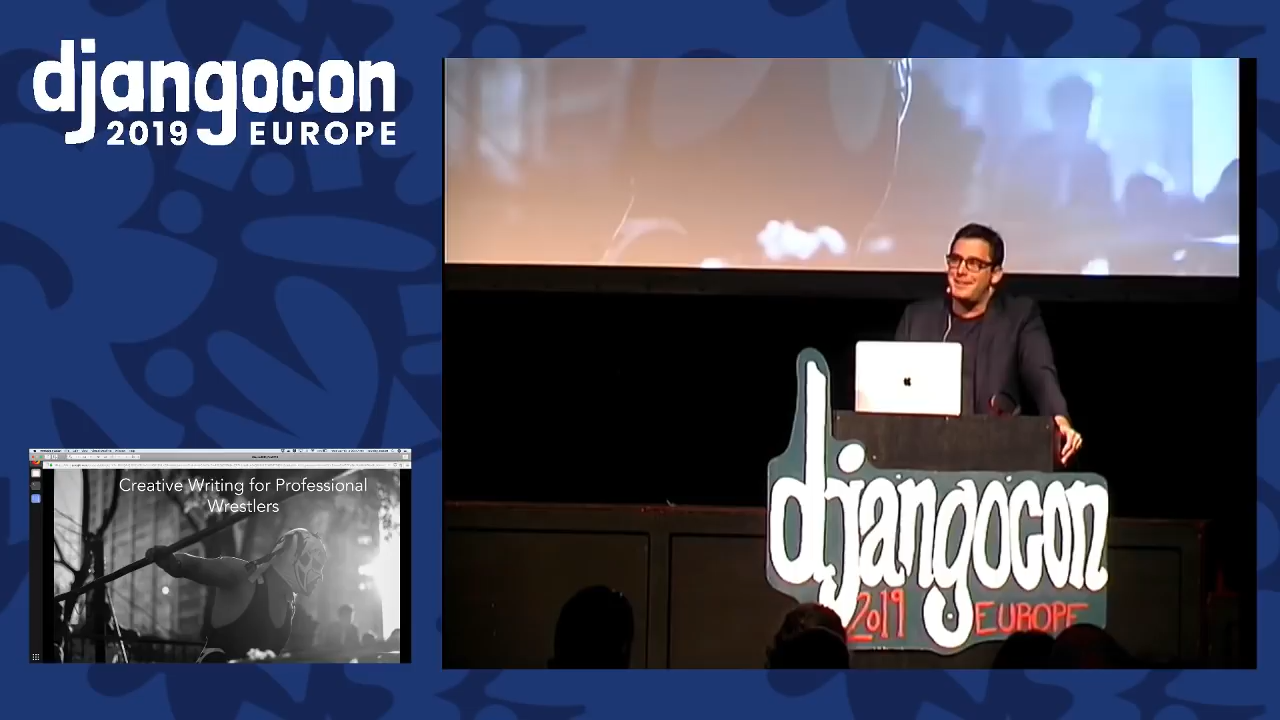 djangocon
2019 EUROPE
Creative Writing for Professional
Wrestlers
djangocon
2019 EUROPE